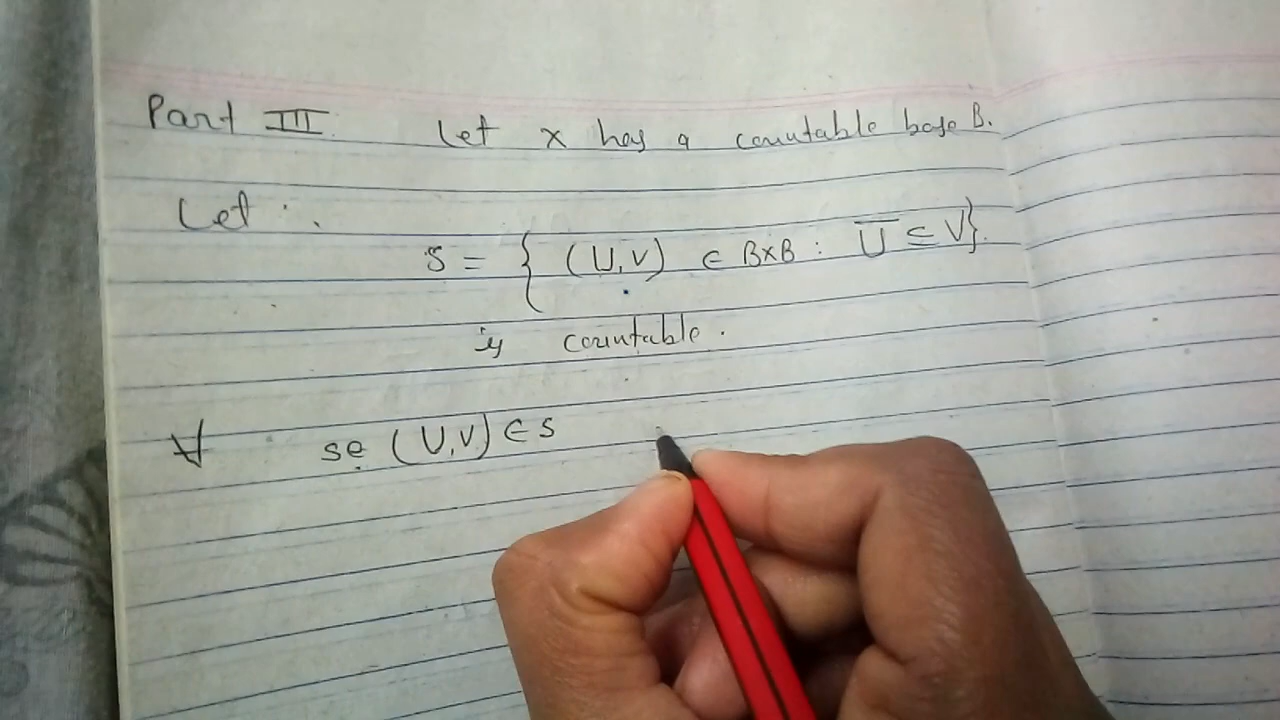 Part III. Let x has a countable base B.
Let :.
S = { (U,V) ∈ B×B : U̅ ⊆ V}.
is countable.
∀ se (U,V) ∈ S